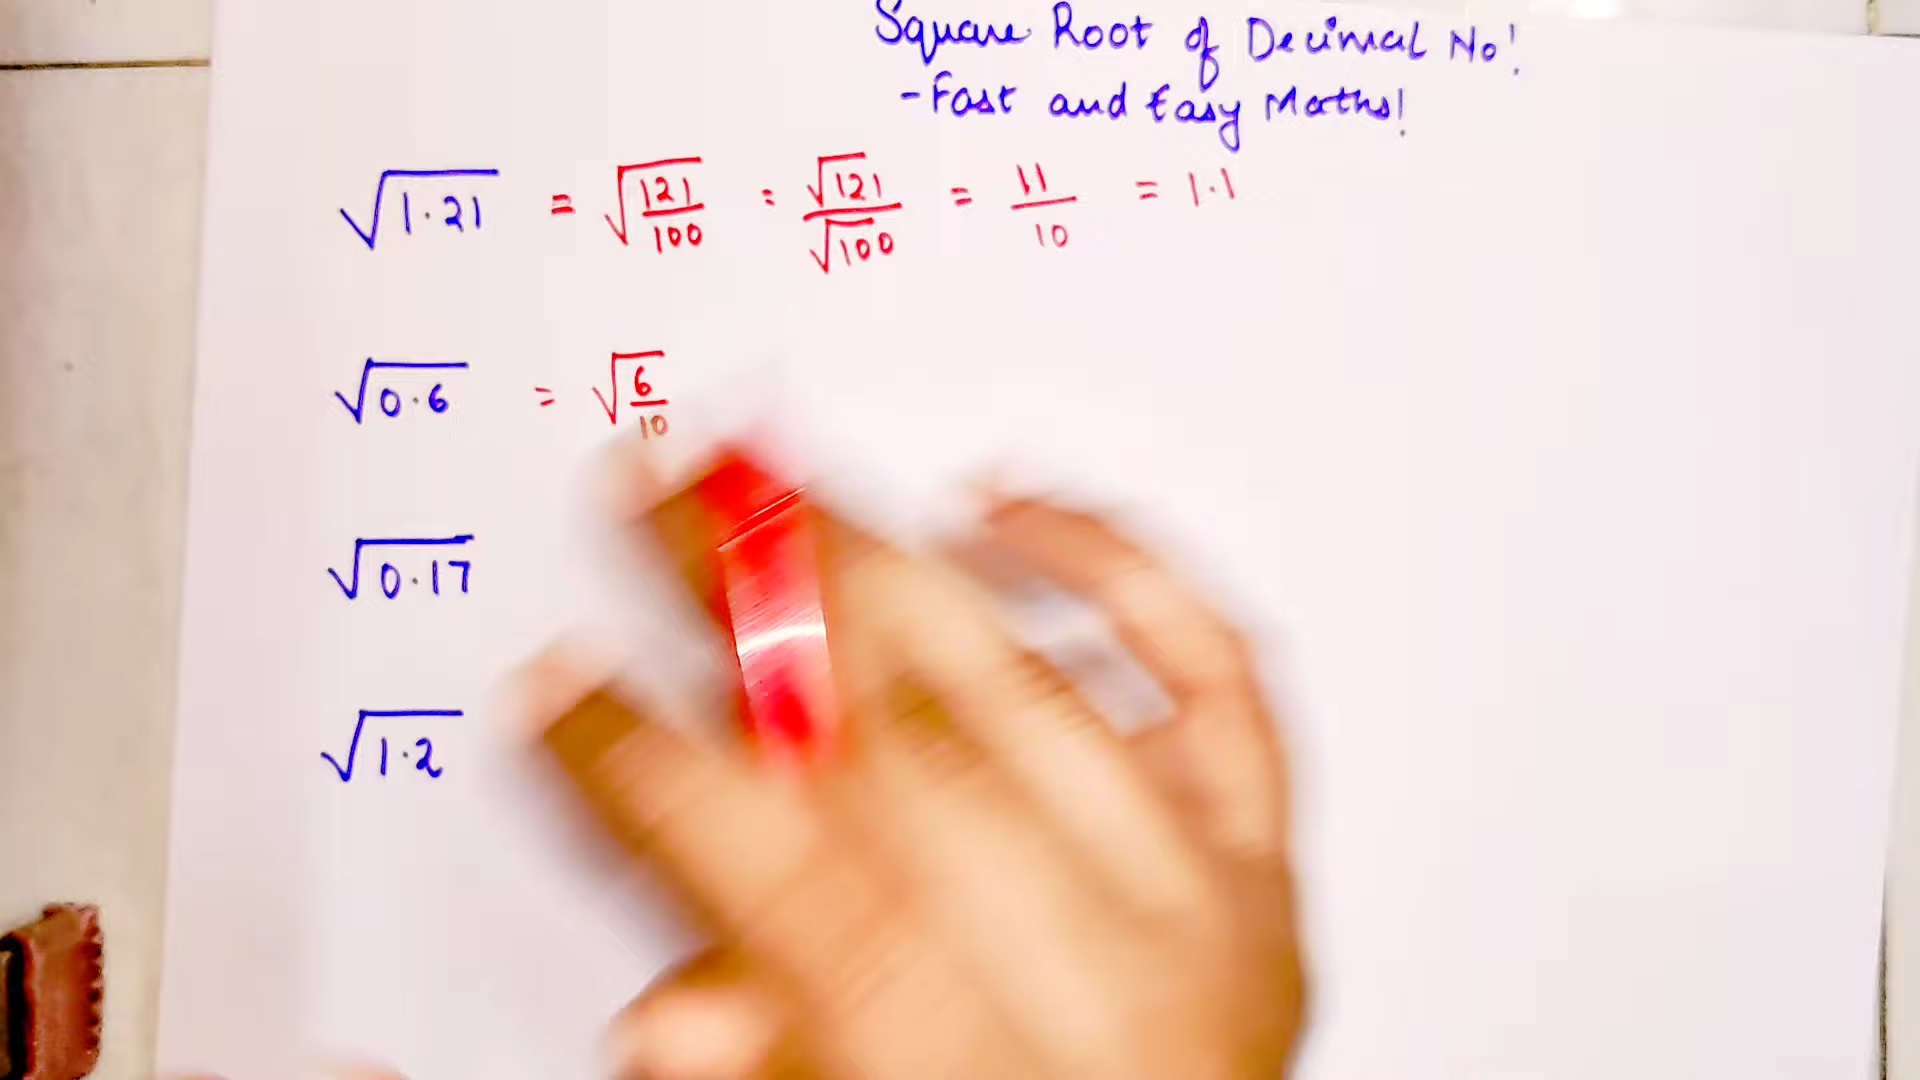 Square Root of Decimal No!
- Fast and Easy Maths!
√1.21 = √121/100 = √121/√100 = 11/10 = 1.1
√0.6 = √6/10
√0.17
√1.2